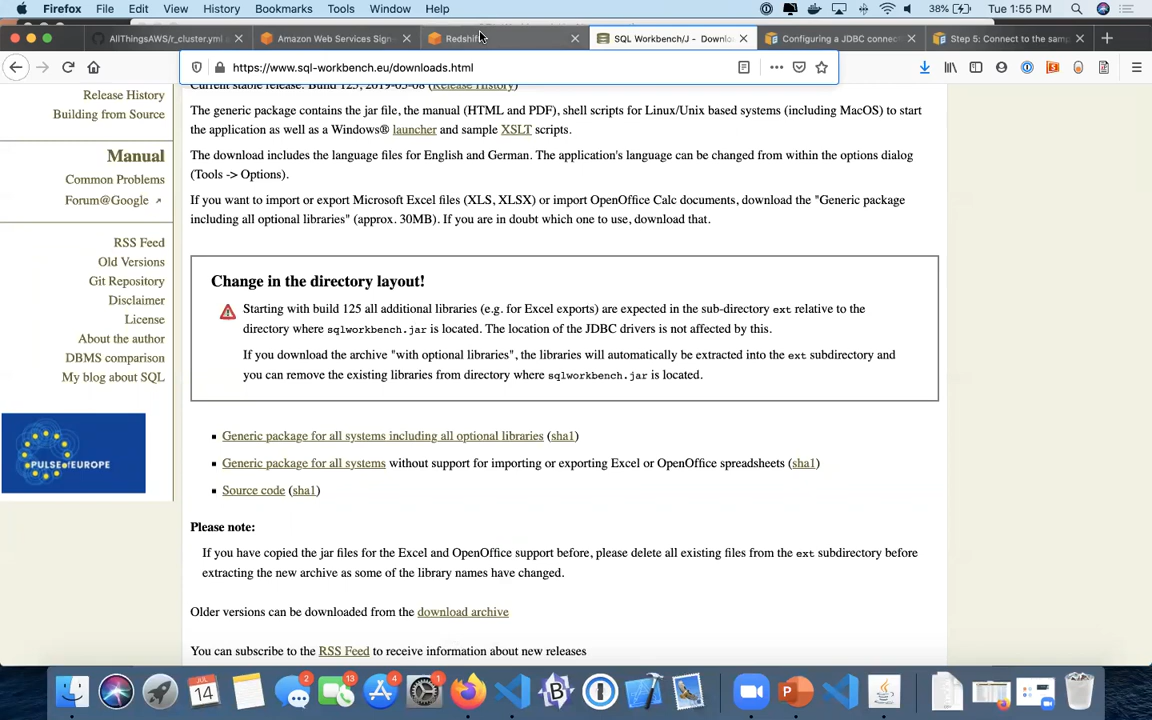 Firefox File Edit View History Bookmarks Tools Window Help 38% Tue 1:55 PM
AllThingsAWS / r_cluster.yml a Amazon Web Services Sign- Redshift SQL Workbench/J - Downlo Configuring a JDBC connect Step 5: Connect to the sam
https://www.sql-workbench.eu/downloads.html
Release History
Building from Source
Manual
Common Problems
Forum@Google
RSS Feed
Old Versions
Git Repository
Disclaimer
License
About the author
DBMS comparison
My blog about SQL
PULSE OF EUROPE
Current stable release: Build 125, 2019-05-08 (Release History)
The generic package contains the jar file, the manual (HTML and PDF), shell scripts for Linux/Unix based systems (including MacOS) to start
the application as well as a Windows® launcher and sample XSLT scripts.
The download includes the language files for English and German. The application's language can be changed from within the options dialog
(Tools -> Options).
If you want to import or export Microsoft Excel files (XLS, XLSX) or import OpenOffice Calc documents, download the "Generic package
including all optional libraries" (approx. 30MB). If you are in doubt which one to use, download that.
Change in the directory layout!
Starting with build 125 all additional libraries (e.g. for Excel exports) are expected in the sub-directory ext relative to the
directory where sqlworkbench.jar is located. The location of the JDBC drivers is not affected by this.
If you download the archive "with optional libraries", the libraries will automatically be extracted into the ext subdirectory and
you can remove the existing libraries from directory where sqlworkbench.jar is located.
Generic package for all systems including all optional libraries (sha1)
Generic package for all systems without support for importing or exporting Excel or OpenOffice spreadsheets (sha1)
Source code (sha1)
Please note:
If you have copied the jar files for the Excel and OpenOffice support before, please delete all existing files from the ext subdirectory before
extracting the new archive as some of the library names have changed.
Older versions can be downloaded from the download archive
You can subscribe to the RSS Feed to receive information about new releases
JUL
14
2
13
4
1